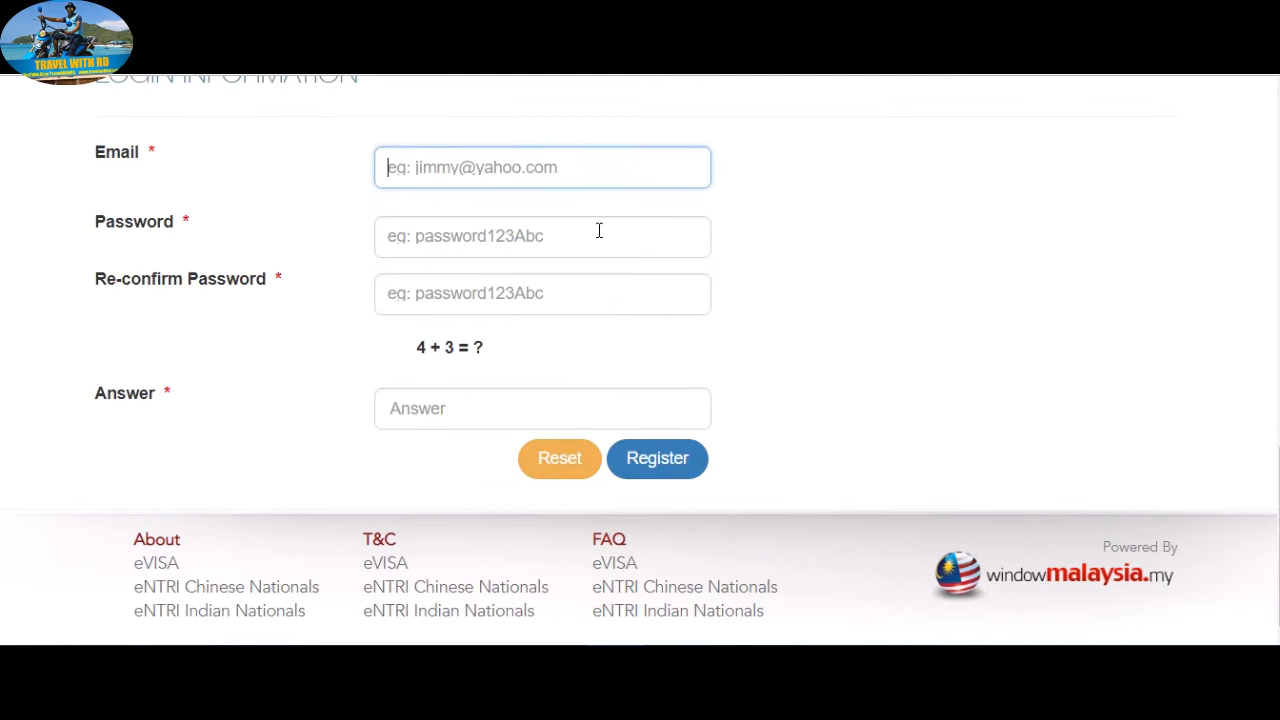 TRAVEL WITH RD
LOGIN INFORMATION
Email *
eg: jimmy@yahoo.com
Password *
eg: password123Abc
Re-confirm Password *
eg: password123Abc
4 + 3 = ?
Answer *
Answer
Reset Register
About T&C FAQ
eVISA eVISA eVISA
eNTRI Chinese Nationals eNTRI Chinese Nationals eNTRI Chinese Nationals
eNTRI Indian Nationals eNTRI Indian Nationals eNTRI Indian Nationals
Powered By
windowmalaysia.my